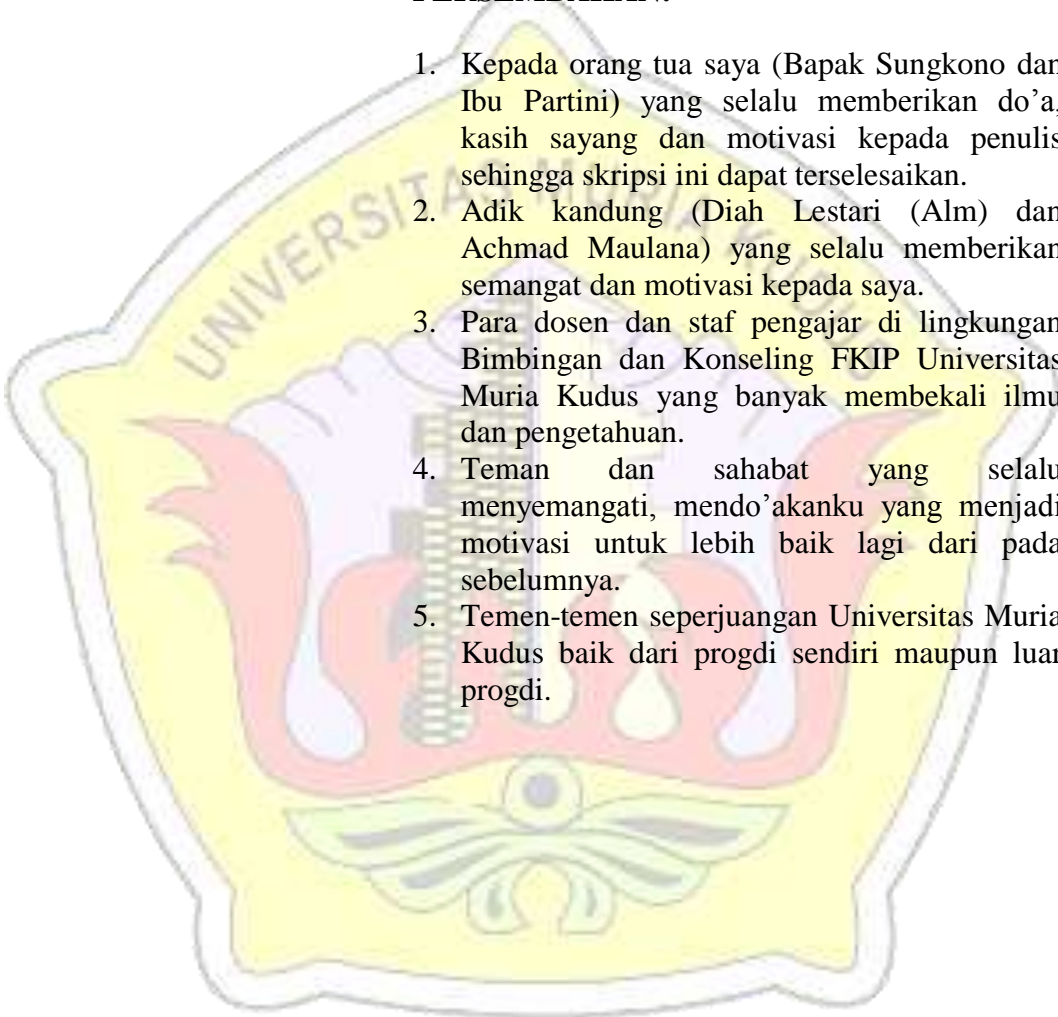 PERSEMBAHAN:
1. Kepada orang tua saya (Bapak Sungkono dan
Ibu Partini) yang selalu memberikan do’a,
kasih sayang dan motivasi kepada penulis
sehingga skripsi ini dapat terselesaikan.
2. Adik kandung (Diah Lestari (Alm) dan
Achmad Maulana) yang selalu memberikan
semangat dan motivasi kepada saya.
3. Para dosen dan staf pengajar di lingkungan
Bimbingan dan Konseling FKIP Universitas
Muria Kudus yang banyak membekali ilmu
dan pengetahuan.
4. Teman dan sahabat yang selalu
menyemangati, mendo’akanku yang menjadi
motivasi untuk lebih baik lagi dari pada
sebelumnya.
5. Temen-temen seperjuangan Universitas Muria
Kudus baik dari progdi sendiri maupun luar
progdi.
UNIVERSITAS MURIA KUDUS